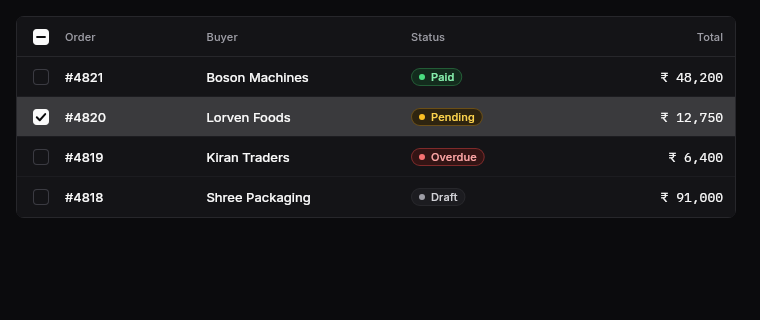 Order Buyer Status Total
#4821 Boson Machines Paid ₹ 48,200
#4820 Lorven Foods Pending ₹ 12,750
#4819 Kiran Traders Overdue ₹ 6,400
#4818 Shree Packaging Draft ₹ 91,000